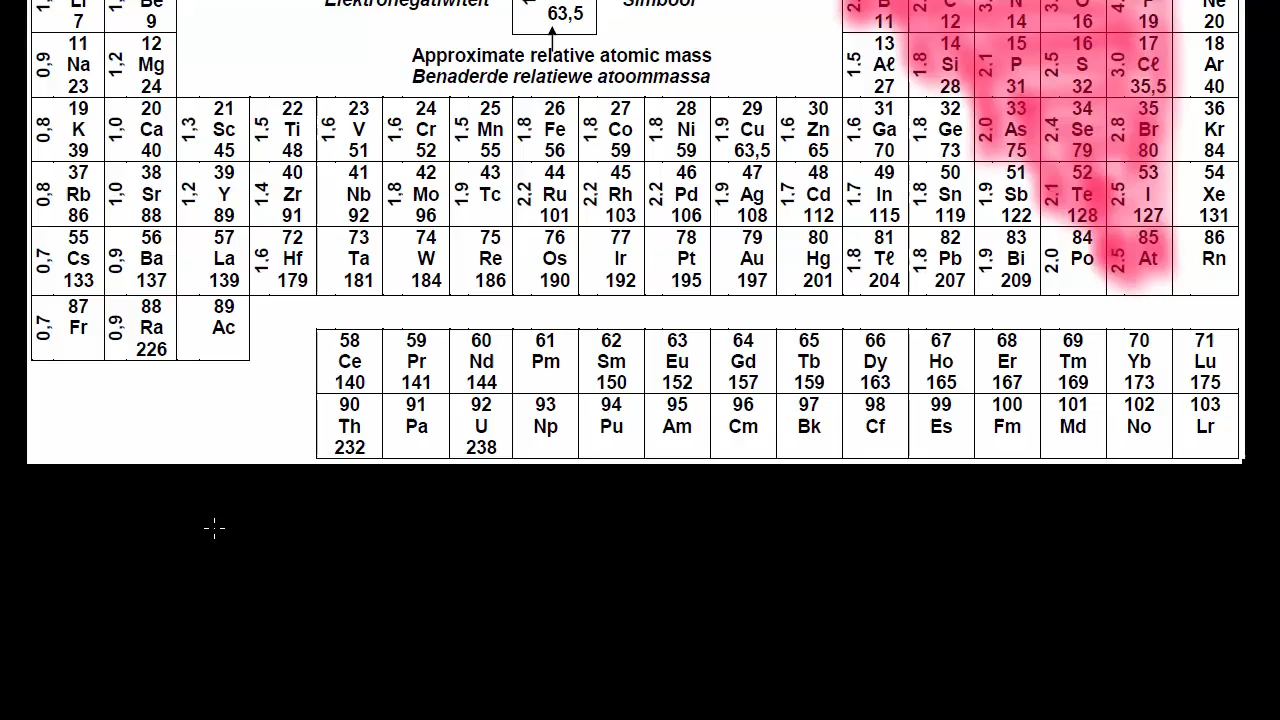 Li Be Elektronegatiwiteit 63,5 Simbool Ne
7 9 11 12 14 16 19 20
Approximate relative atomic mass
Benaderde relatiewe atoommassa
11 12 13 14 15 16 17 18
0,9 Na 1,2 Mg 1.5 Aℓ 1.8 Si 2.1 P 2.5 S 3.0 Cℓ Ar
23 24 27 28 31 32 35,5 40
19 20 21 22 23 24 25 26 27 28 29 30 31 32 33 34 35 36
0,8 K 1,0 Ca 1,3 Sc 1.5 Ti 1.6 V 1,6 Cr 1.5 Mn 1.8 Fe 1.8 Co 1.8 Ni 1.9 Cu 1.6 Zn 1.6 Ga 1.8 Ge 2.0 As 2.4 Se 2.8 Br Kr
39 40 45 48 51 52 55 56 59 59 63,5 65 70 73 75 79 80 84
37 38 39 40 41 42 43 44 45 46 47 48 49 50 51 52 53 54
0,8 Rb 1,0 Sr 1,2 Y 1.4 Zr Nb 1,8 Mo 1.9 Tc 2.2 Ru 2.2 Rh 2.2 Pd 1.9 Ag 1.7 Cd 1.7 In 1.8 Sn 1.9 Sb 2.1 Te 2.5 I Xe
86 88 89 91 92 96 101 103 106 108 112 115 119 122 128 127 131
55 56 57 72 73 74 75 76 77 78 79 80 81 82 83 84 85 86
0,7 Cs 0,9 Ba La 1.6 Hf Ta W Re Os Ir Pt Au Hg 1.8 Tℓ 1.8 Pb 1.9 Bi 2.0 Po 2.5 At Rn
133 137 139 179 181 184 186 190 192 195 197 201 204 207 209
87 88 89
0,7 Fr 0,9 Ra Ac
226
58 59 60 61 62 63 64 65 66 67 68 69 70 71
Ce Pr Nd Pm Sm Eu Gd Tb Dy Ho Er Tm Yb Lu
140 141 144 150 152 157 159 163 165 167 169 173 175
90 91 92 93 94 95 96 97 98 99 100 101 102 103
Th Pa U Np Pu Am Cm Bk Cf Es Fm Md No Lr
232 238